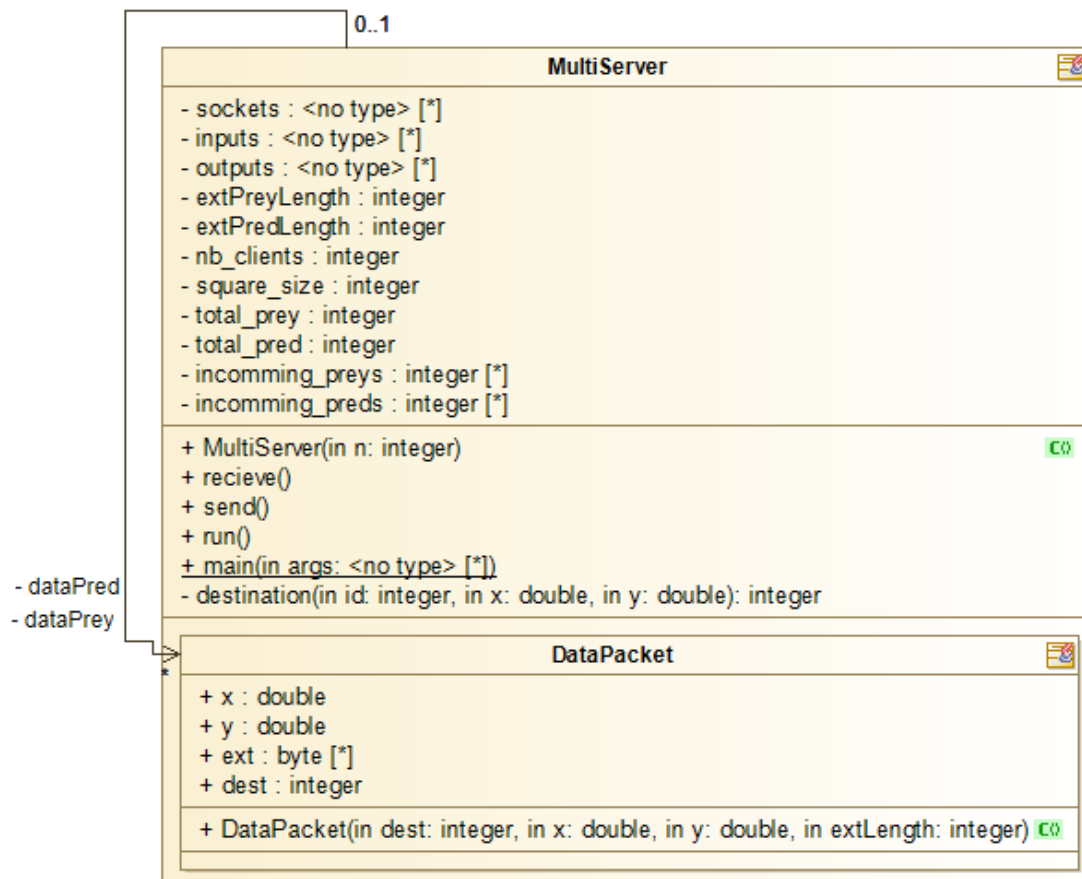 0..1
MultiServer
- sockets : <no type> [*]
- inputs : <no type> [*]
- outputs : <no type> [*]
- extPreyLength : integer
- extPredLength : integer
- nb_clients : integer
- square_size : integer
- total_prey : integer
- total_pred : integer
- incomming_preys : integer [*]
- incomming_preds : integer [*]
+ MultiServer(in n: integer)
+ recieve()
+ send()
+ run()
+ main(in args: <no type> [*])
- destination(in id: integer, in x: double, in y: double): integer
- dataPred
- dataPrey
*
DataPacket
+ x : double
+ y : double
+ ext : byte [*]
+ dest : integer
+ DataPacket(in dest: integer, in x: double, in y: double, in extLength: integer)